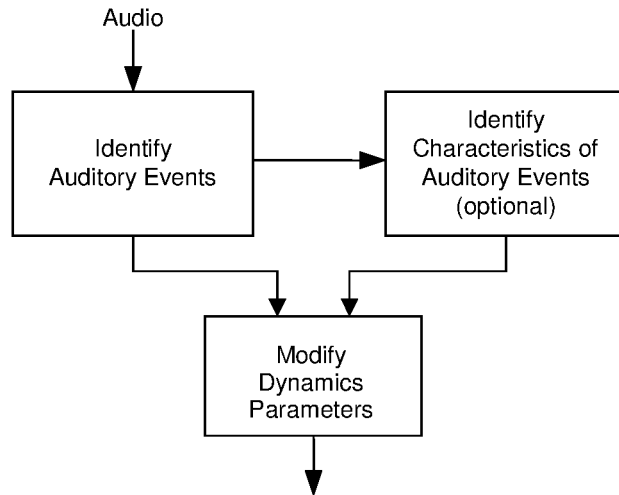 Audio
Identify
Auditory Events
Identify
Characteristics of
Auditory Events
(optional)
Modify
Dynamics
Parameters